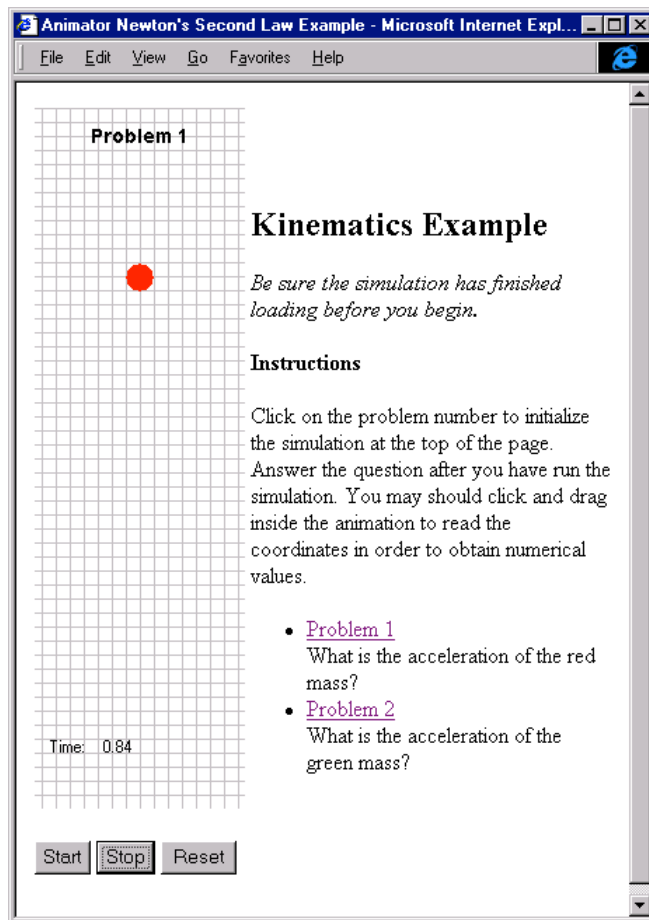 Animator Newton's Second Law Example - Microsoft Internet Expl...
File Edit View Go Favorites Help
Problem 1
Kinematics Example
Be sure the simulation has finished
loading before you begin.
Instructions
Click on the problem number to initialize
the simulation at the top of the page.
Answer the question after you have run the
simulation. You may should click and drag
inside the animation to read the
coordinates in order to obtain numerical
values.
• Problem 1
What is the acceleration of the red
mass?
• Problem 2
What is the acceleration of the
green mass?
Time: 0.84
Start Stop Reset